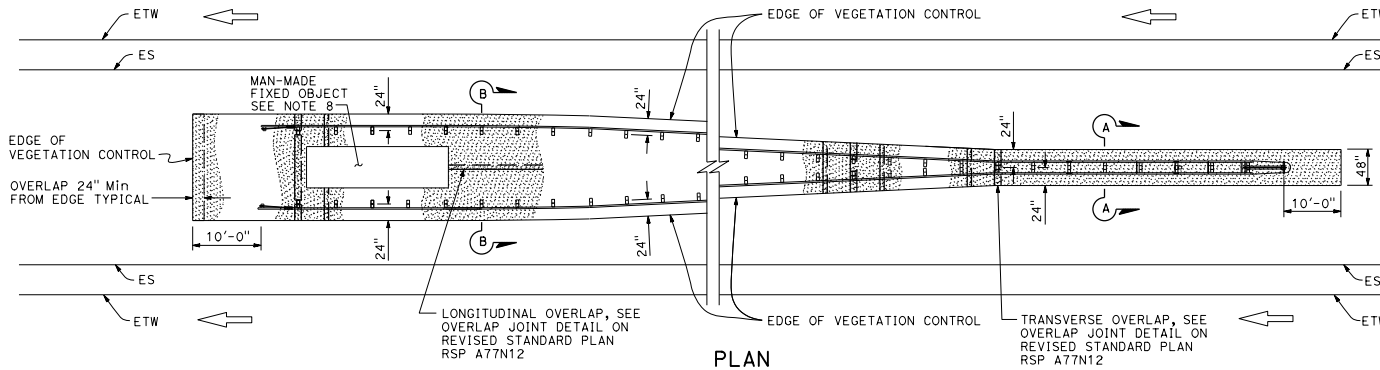 ETW
EDGE OF VEGETATION CONTROL
ETW
ES
ES
MAN-MADE
FIXED OBJECT
SEE NOTE 8
24"
B
24"
24"
A
EDGE OF
VEGETATION CONTROL
48"
OVERLAP 24" Min
FROM EDGE TYPICAL
10'-0"
24"
B
24"
24"
A
10'-0"
ES
ES
ETW
LONGITUDINAL OVERLAP, SEE
OVERLAP JOINT DETAIL ON
REVISED STANDARD PLAN
RSP A77N12
EDGE OF VEGETATION CONTROL
TRANSVERSE OVERLAP, SEE
OVERLAP JOINT DETAIL ON
REVISED STANDARD PLAN
RSP A77N12
ETW
PLAN